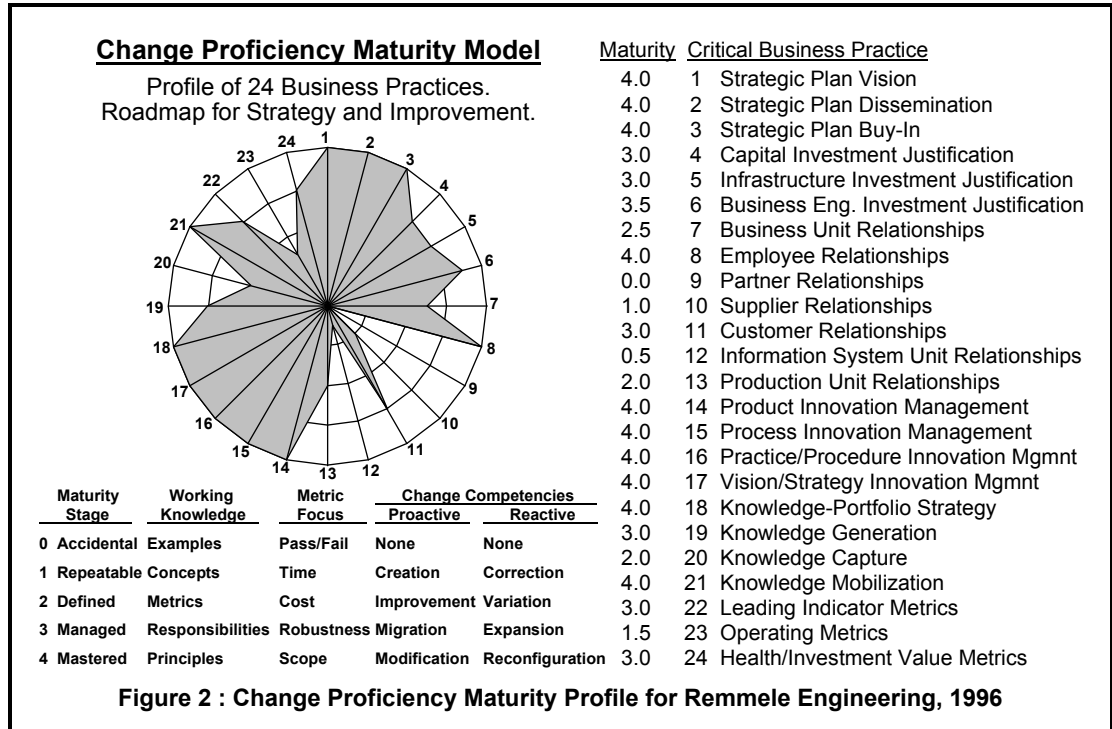 Change Proficiency Maturity Model
Profile of 24 Business Practices.
Roadmap for Strategy and Improvement.
1
2
3
4
5
6
7
8
9
10
11
12
13
14
15
16
17
18
19
20
21
22
23
24
Maturity Critical Business Practice
4.0 1 Strategic Plan Vision
4.0 2 Strategic Plan Dissemination
4.0 3 Strategic Plan Buy-In
3.0 4 Capital Investment Justification
3.0 5 Infrastructure Investment Justification
3.5 6 Business Eng. Investment Justification
2.5 7 Business Unit Relationships
4.0 8 Employee Relationships
0.0 9 Partner Relationships
1.0 10 Supplier Relationships
3.0 11 Customer Relationships
0.5 12 Information System Unit Relationships
2.0 13 Production Unit Relationships
4.0 14 Product Innovation Management
4.0 15 Process Innovation Management
4.0 16 Practice/Procedure Innovation Mgmnt
4.0 17 Vision/Strategy Innovation Mgmnt
4.0 18 Knowledge-Portfolio Strategy
3.0 19 Knowledge Generation
2.0 20 Knowledge Capture
4.0 21 Knowledge Mobilization
3.0 22 Leading Indicator Metrics
1.5 23 Operating Metrics
3.0 24 Health/Investment Value Metrics
Maturity Working Metric Change Competencies
Stage Knowledge Focus Proactive Reactive
0 Accidental Examples Pass/Fail None None
1 Repeatable Concepts Time Creation Correction
2 Defined Metrics Cost Improvement Variation
3 Managed Responsibilities Robustness Migration Expansion
4 Mastered Principles Scope Modification Reconfiguration
Figure 2 : Change Proficiency Maturity Profile for Remmele Engineering, 1996